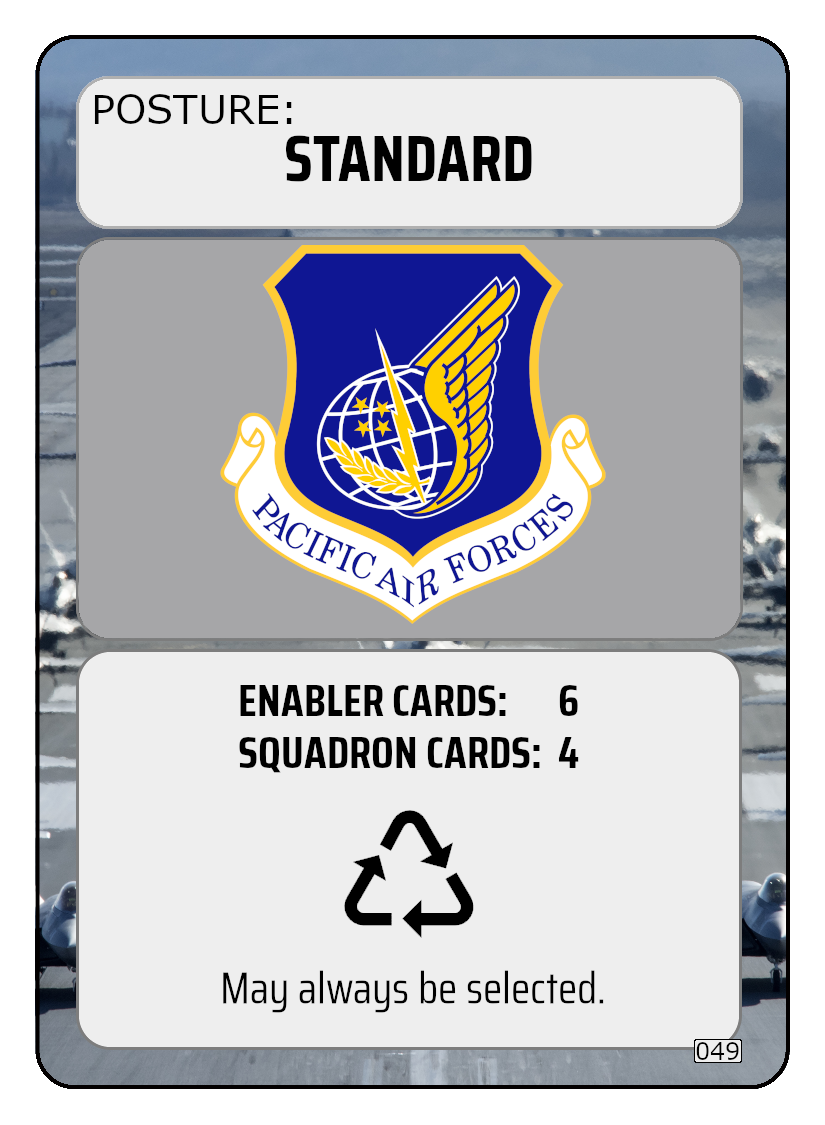 POSTURE:
STANDARD
PACIFIC AIR FORCES
ENABLER CARDS: 6
SQUADRON CARDS: 4
May always be selected.
049